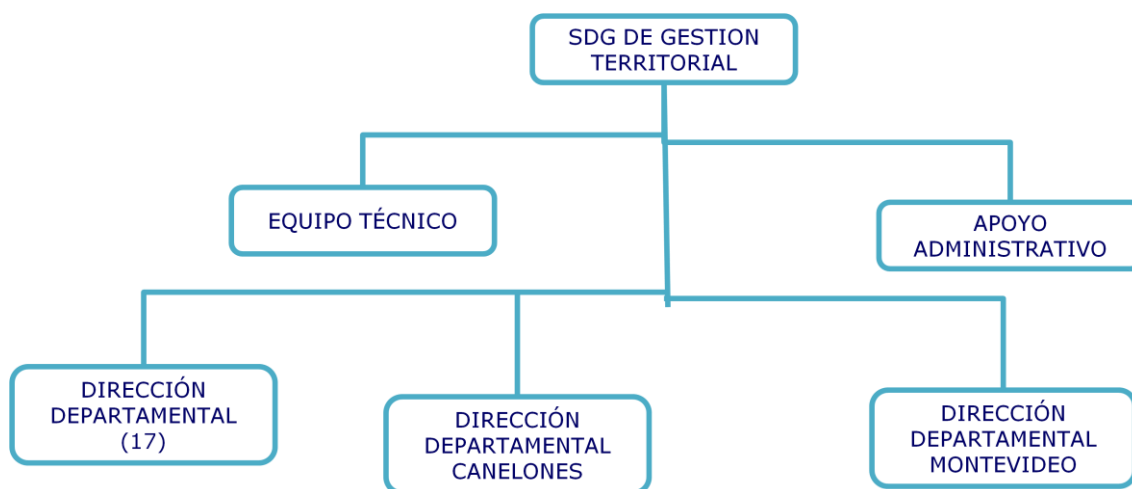 SDG DE GESTION
TERRITORIAL
EQUIPO TÉCNICO
APOYO
ADMINISTRATIVO
DIRECCIÓN
DEPARTAMENTAL
(17)
DIRECCIÓN
DEPARTAMENTAL
CANELONES
DIRECCIÓN
DEPARTAMENTAL
MONTEVIDEO